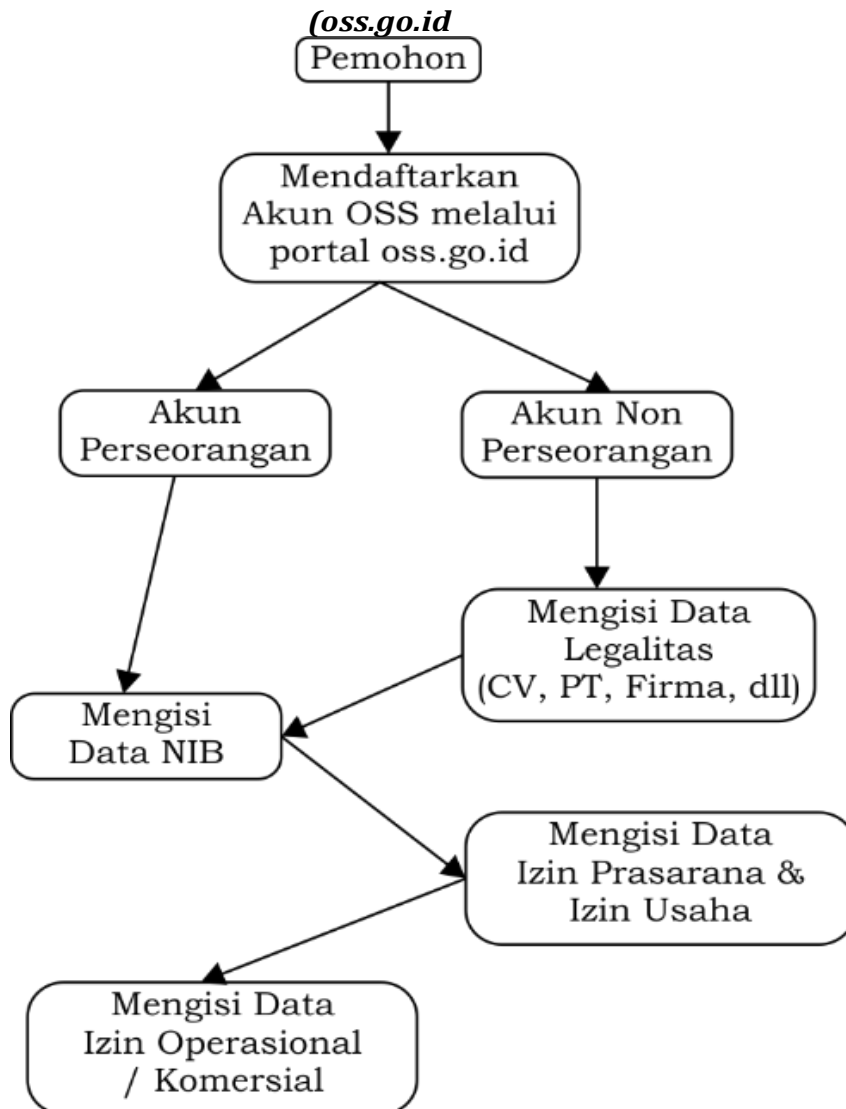 (oss.go.id
Pemohon
Mendaftarkan
Akun OSS melalui
portal oss.go.id
Akun
Perseorangan
Akun Non
Perseorangan
Mengisi Data
Legalitas
(CV, PT, Firma, dll)
Mengisi
Data NIB
Mengisi Data
Izin Prasarana &
Izin Usaha
Mengisi Data
Izin Operasional
/ Komersial